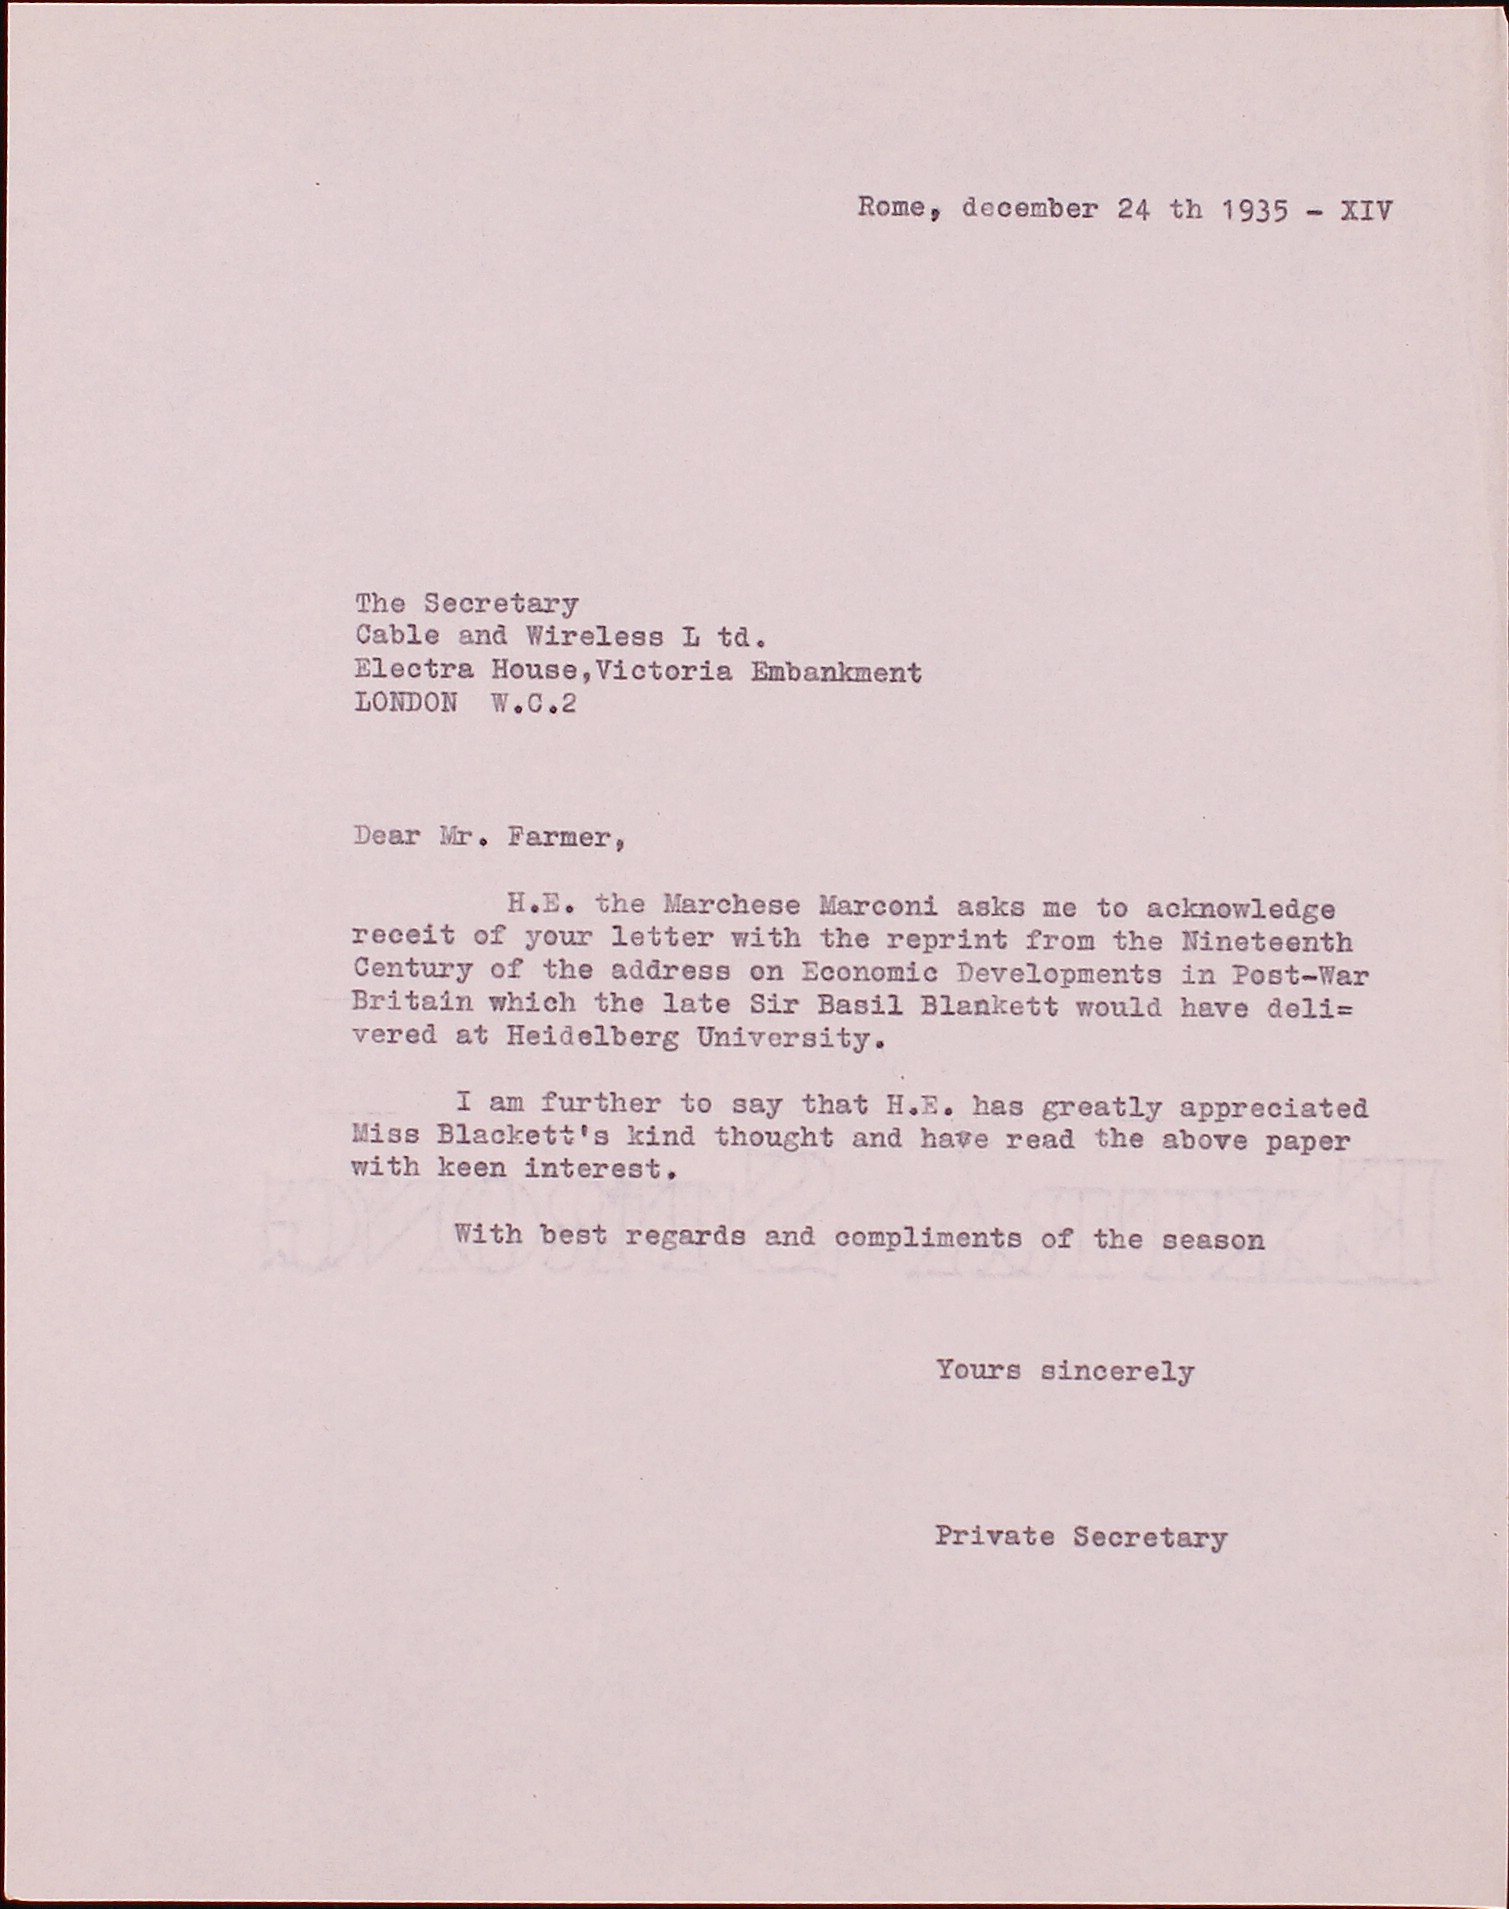 Rome, december 24 th 1935 - XIV
The Secretary
Cable and Wireless L td.
Electra House,Victoria Embankment
LONDON W.C.2
Dear Mr. Farmer,
H.E. the Marchese Marconi asks me to acknowledge
receit of your letter with the reprint from the Nineteenth
Century of the address on Economic Developments in Post-War
Britain which the late Sir Basil Blankett would have deli=
vered at Heidelberg University.
I am further to say that H.E. has greatly appreciated
Miss Blackett's kind thought and have read the above paper
with keen interest.
With best regards and compliments of the season
Yours sincerely
Private Secretary
EXTRA STRONG